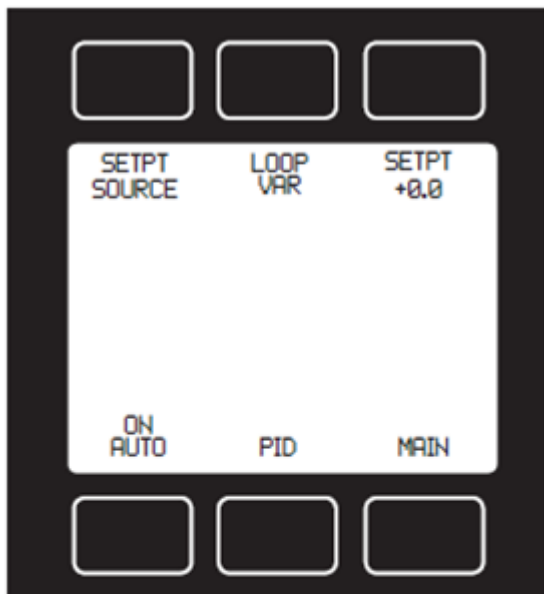 SETPT LOOP SETPT
SOURCE VAR +0.0
ON
AUTO PID MAIN